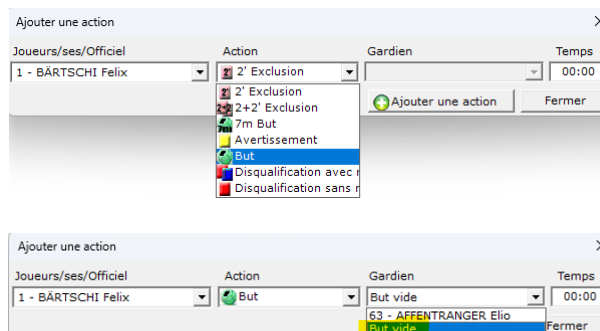 Ajouter une action
Joueurs/ses/Officiel Action Gardien Temps
1 - BÄRTSCHI Felix 2' Exclusion 00:00
2' Exclusion
2+2' Exclusion
Ajouter une action Fermer
7m But
Avertissement
But
Disqualification avec
Disqualification sans
Ajouter une action
Joueurs/ses/Officiel Action Gardien Temps
1 - BÄRTSCHI Felix But But vide 00:00
63 - AFFENTRANGER Elio
But vide Fermer